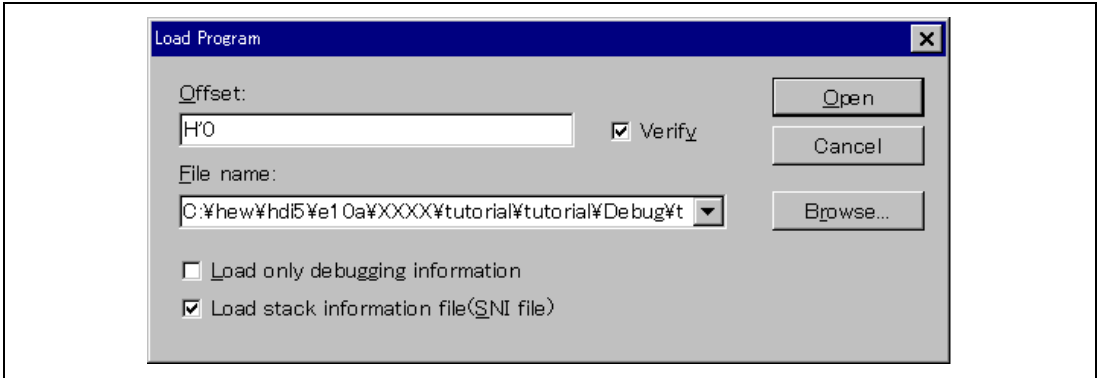 Load Program
Offset:
H'0
Verify
Open
Cancel
File name:
C:¥hew¥hdi5¥e10a¥XXXX¥tutorial¥tutorial¥Debug¥t
Browse...
Load only debugging information
Load stack information file(SNI file)